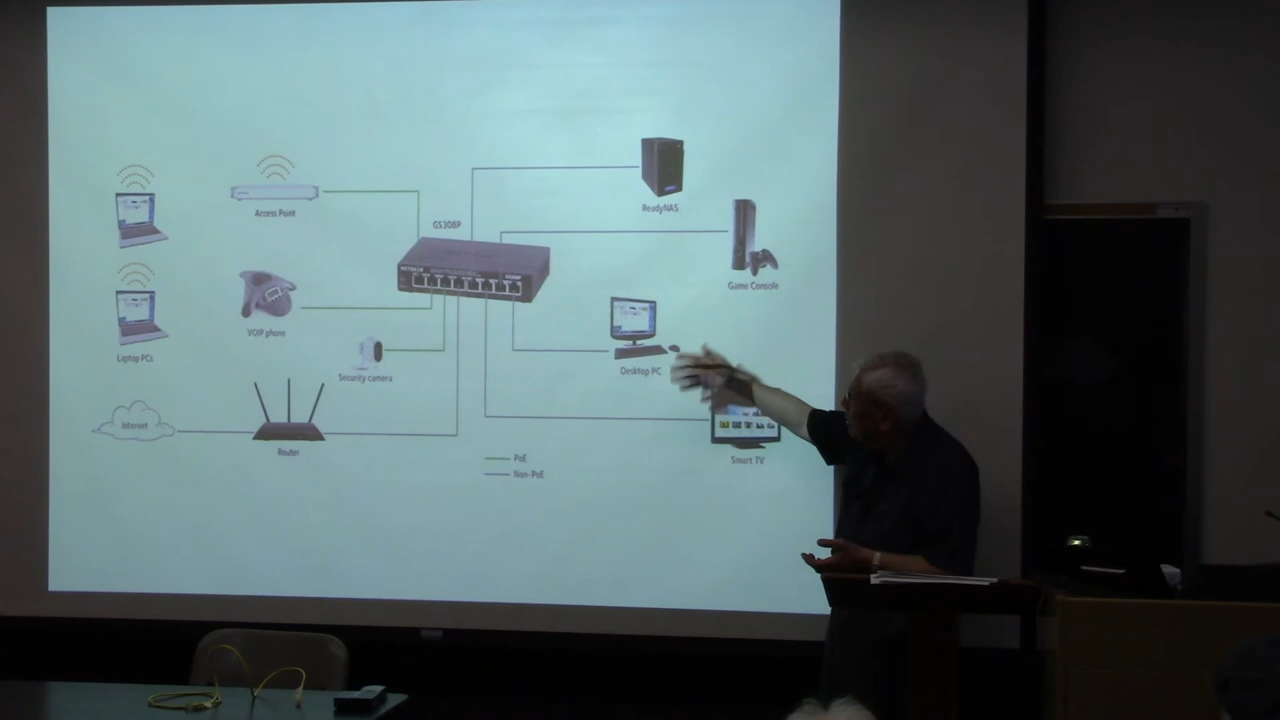 ReadyNAS
Access Point
GS308P
NETGEAR
Game Console
VOIP phone
Laptop PCs
Desktop PC
Security camera
Internet
Router
Smart TV
PoE
Non-PoE